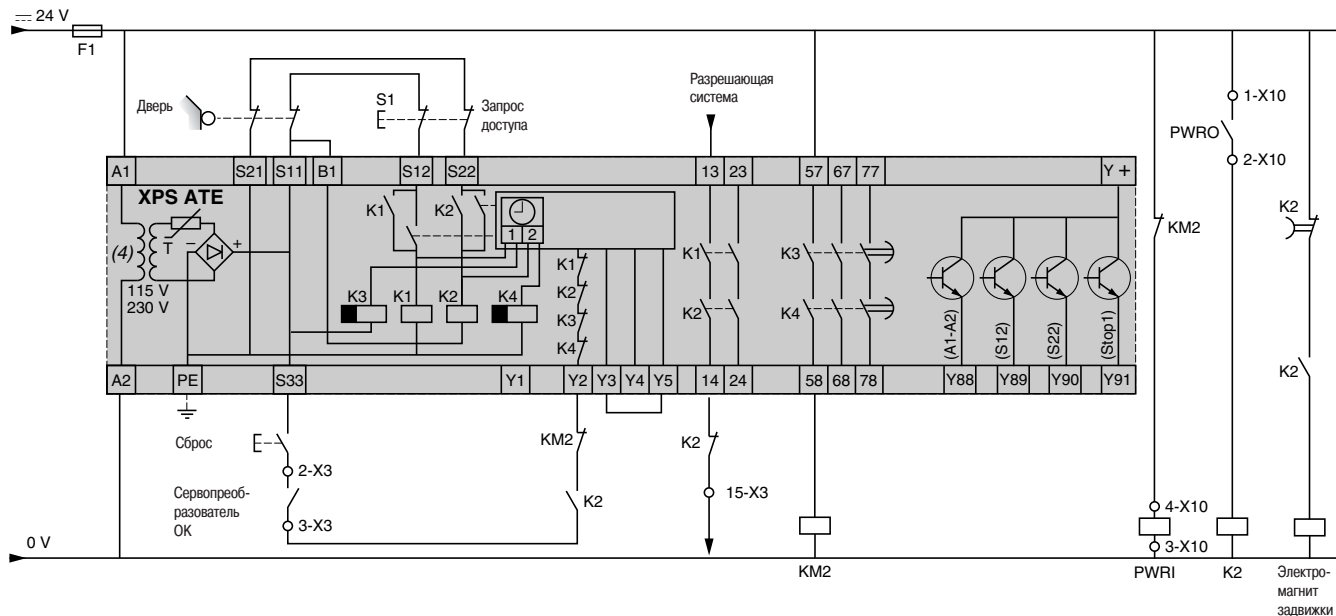 ⎓ 24 V
F1
Дверь
S1
Запрос
доступа
Разрешающая
система
1-X10
PWRO
2-X10
A1
S21
S11
B1
S12
S22
13
23
57
67
77
Y +
XPS ATE
(4)
T
−
+
115 V
230 V
K1
K2
1
2
K3
K1
K2
K4
K1
K2
K3
K4
K1
K2
K3
K4
(A1-A2)
(S12)
(S22)
(Stop1)
KM2
K2
K2
A2
PE
S33
Y1
Y2
Y3
Y4
Y5
14
24
58
68
78
Y88
Y89
Y90
Y91
Сброс
2-X3
Сервопреоб-
разователь
OK
3-X3
KM2
K2
K2
15-X3
4-X10
3-X10
0 V
KM2
PWRI
K2
Электро-
магнит
задвижки